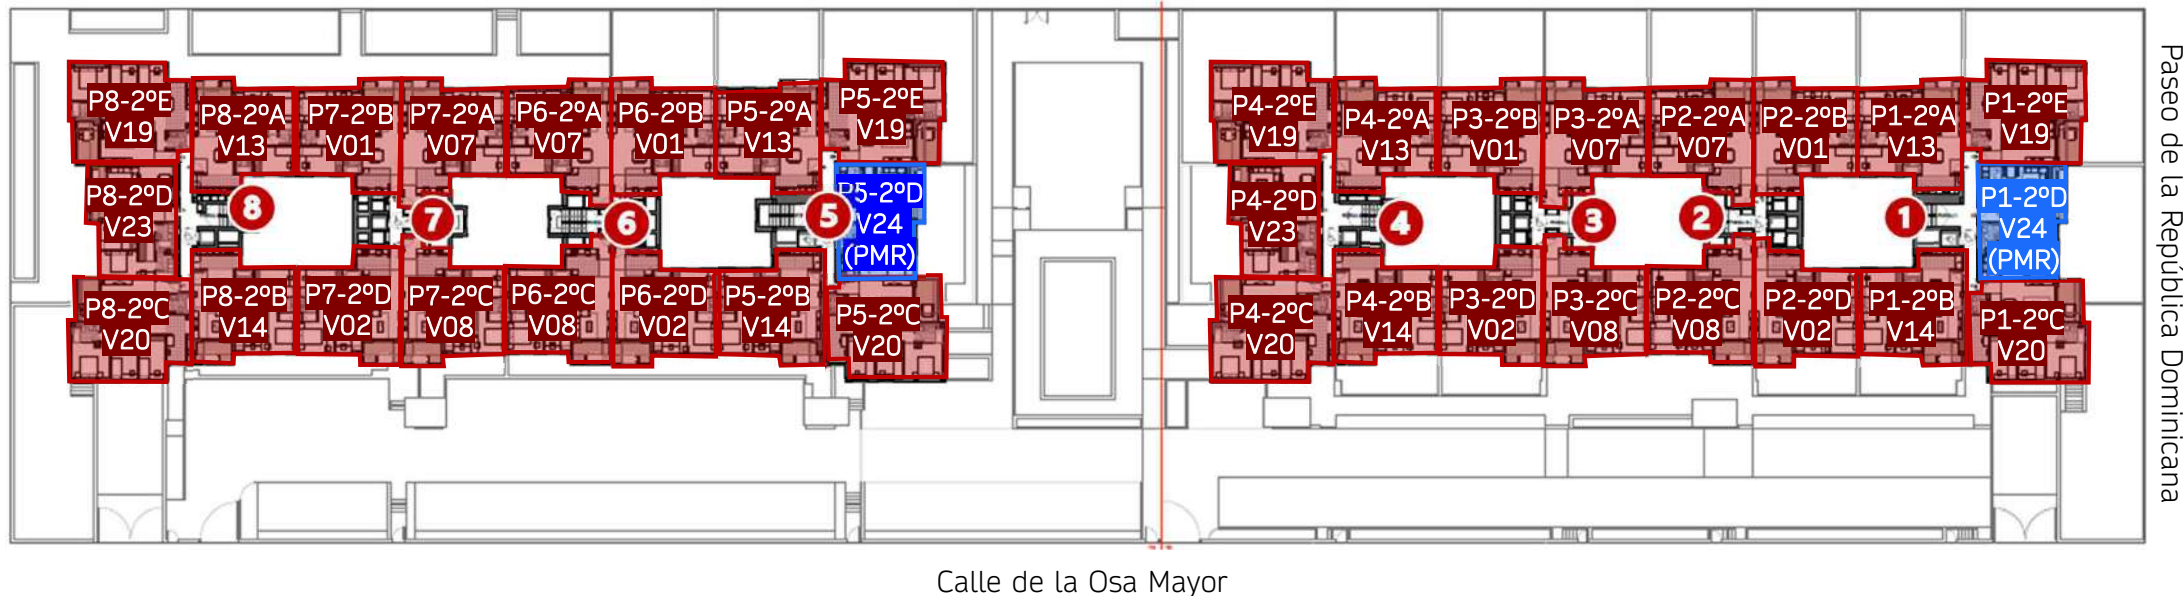 P8-2ºE
V19
P8-2ºA
V13
P7-2ºB
V01
P7-2ºA
V07
P6-2ºA
V07
P6-2ºB
V01
P5-2ºA
V13
P5-2ºE
V19
P4-2ºE
V19
P4-2ºA
V13
P3-2ºB
V01
P3-2ºA
V07
P2-2ºA
V07
P2-2ºB
V01
P1-2ºA
V13
P1-2ºE
V19
P8-2ºD
V23
8
7
6
5
P5-2ºD
V24
(PMR)
P4-2ºD
V23
4
3
2
1
P1-2ºD
V24
(PMR)
P8-2ºC
V20
P8-2ºB
V14
P7-2ºD
V02
P7-2ºC
V08
P6-2ºC
V08
P6-2ºD
V02
P5-2ºB
V14
P5-2ºC
V20
P4-2ºC
V20
P4-2ºB
V14
P3-2ºD
V02
P3-2ºC
V08
P2-2ºC
V08
P2-2ºD
V02
P1-2ºB
V14
P1-2ºC
V20
Paseo de la República Dominicana
Calle de la Osa Mayor